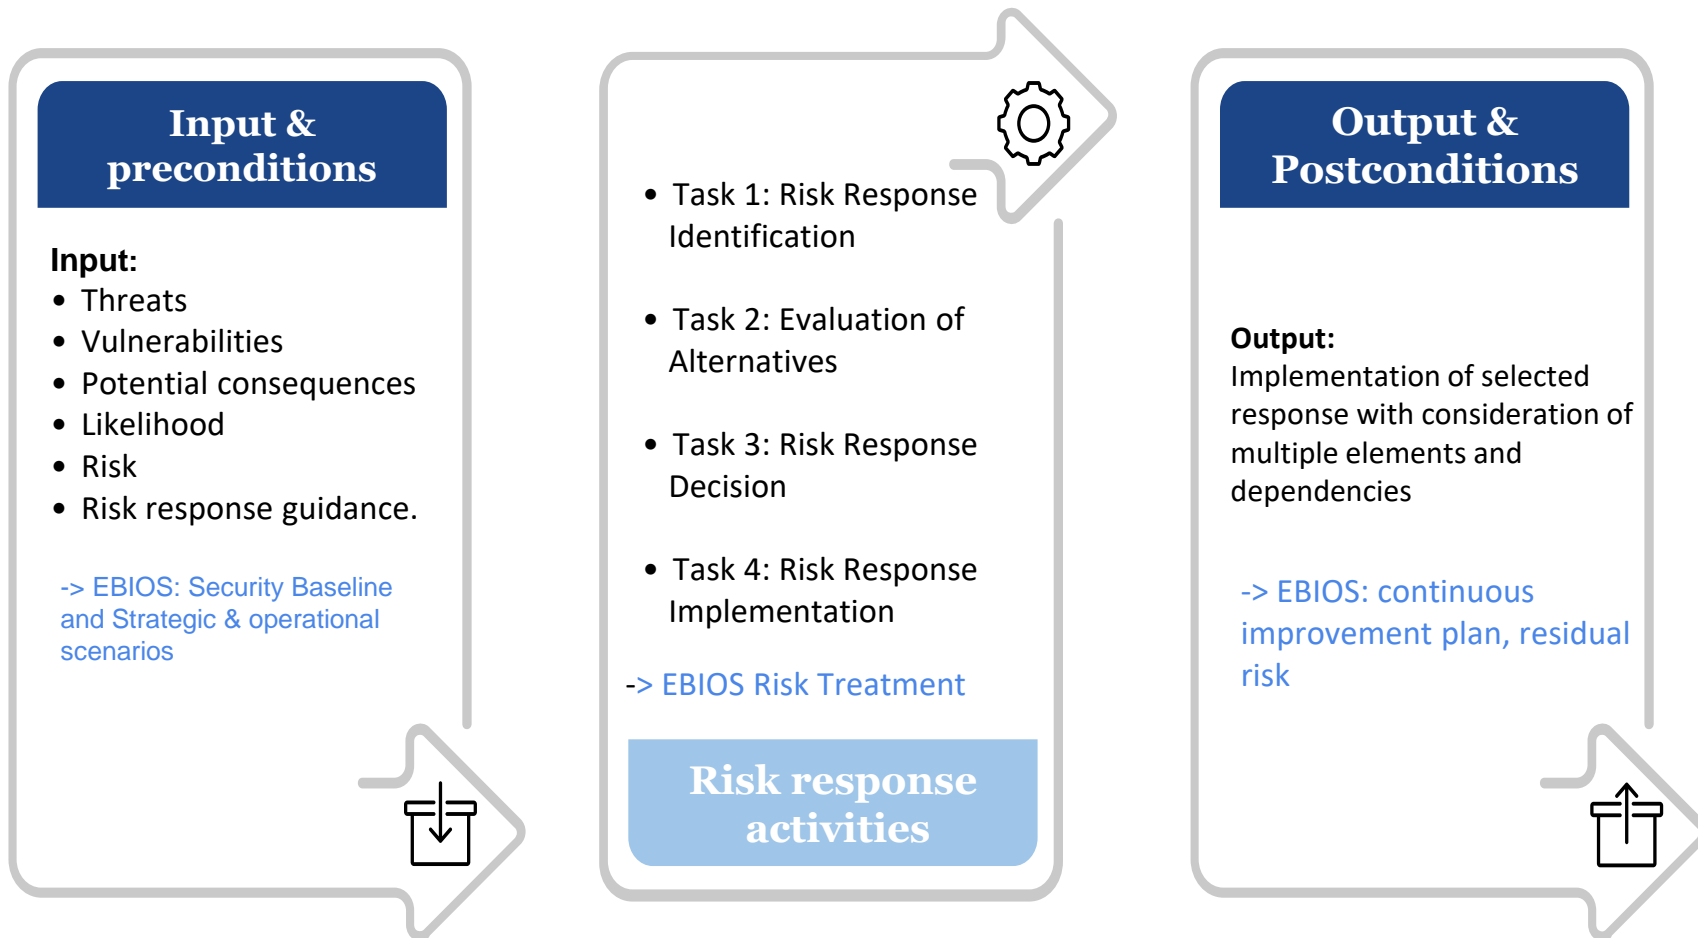 Input &
preconditions
Input:
• Threats
• Vulnerabilities
• Potential consequences
• Likelihood
• Risk
• Risk response guidance.
-> EBIOS: Security Baseline
and Strategic & operational
scenarios
• Task 1: Risk Response
Identification
• Task 2: Evaluation of
Alternatives
• Task 3: Risk Response
Decision
• Task 4: Risk Response
Implementation
-> EBIOS Risk Treatment
Risk response
activities
Output &
Postconditions
Output:
Implementation of selected
response with consideration of
multiple elements and
dependencies
-> EBIOS: continuous
improvement plan, residual
risk